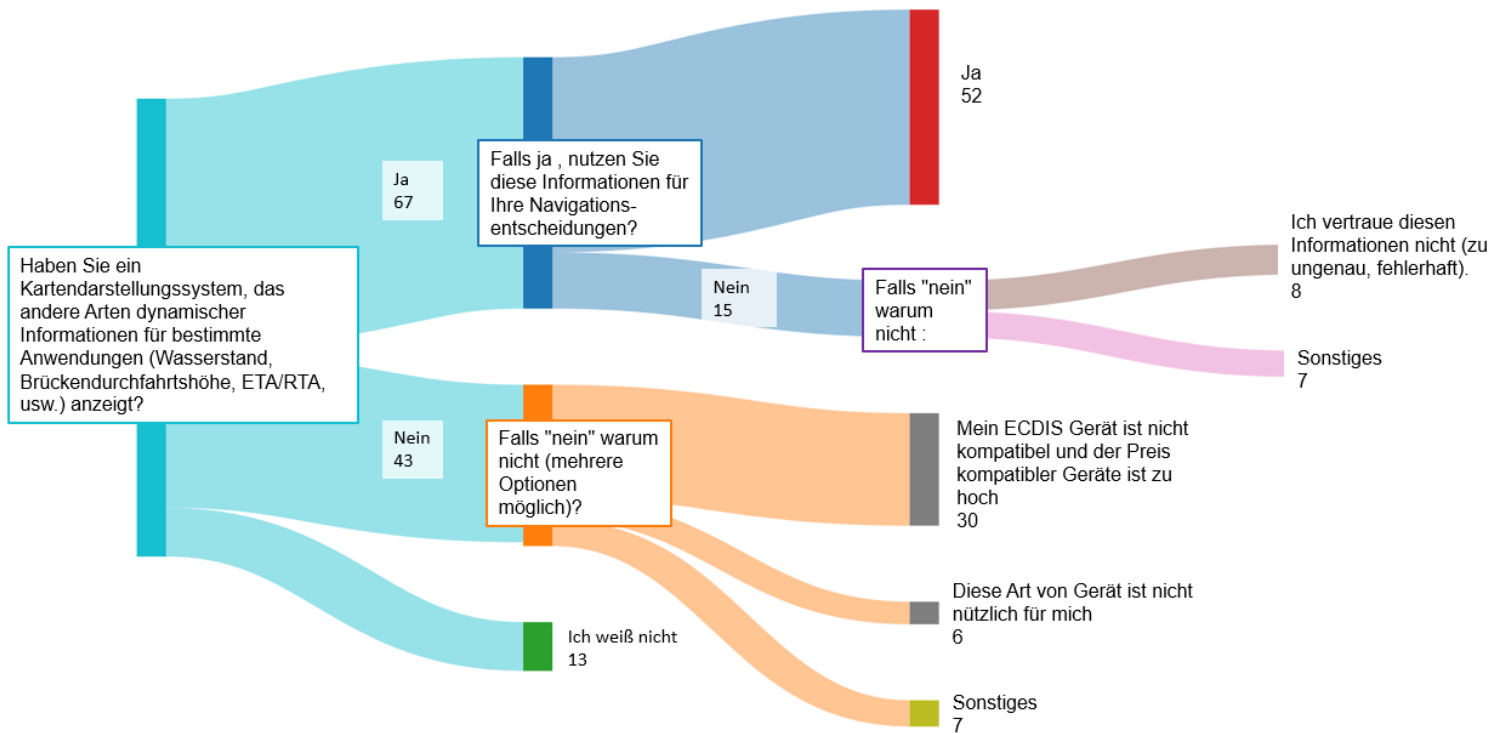 Haben Sie ein
Kartendarstellungssystem, das
andere Arten dynamischer
Informationen für bestimmte
Anwendungen (Wasserstand,
Brückendurchfahrtshöhe, ETA/RTA,
usw.) anzeigt?
Ja
67
Falls ja , nutzen Sie
diese Informationen für
Ihre Navigations-
entscheidungen?
Ja
52
Nein
15
Falls "nein"
warum
nicht :
Ich vertraue diesen
Informationen nicht (zu
ungenau, fehlerhaft).
8
Sonstiges
7
Nein
43
Falls "nein" warum
nicht (mehrere
Optionen
möglich)?
Mein ECDIS Gerät ist nicht
kompatibel und der Preis
kompatibler Geräte ist zu
hoch
30
Diese Art von Gerät ist nicht
nützlich für mich
6
Sonstiges
7
Ich weiß nicht
13